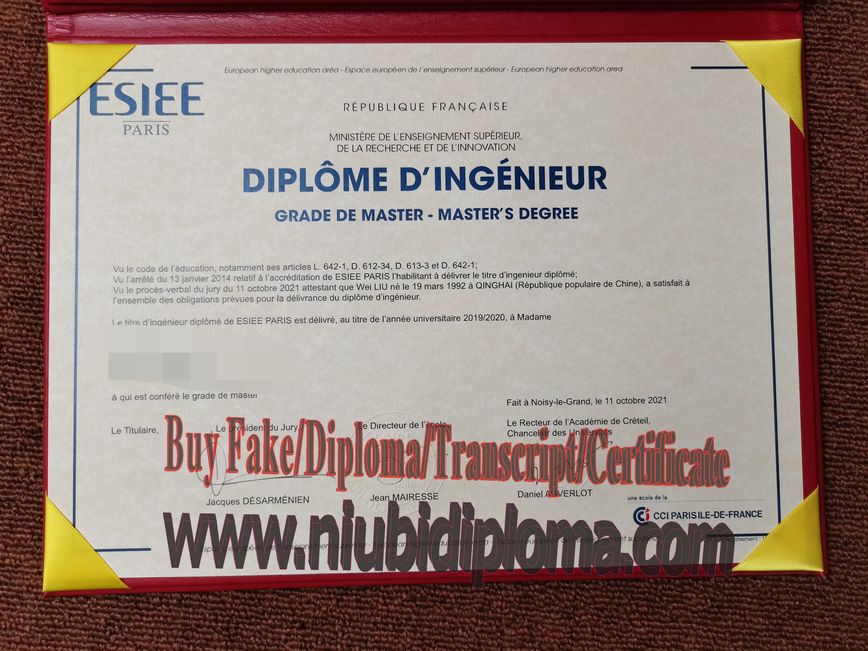 European higher education aréa - Espace européen de l'enseignement supérieur - European higher education area
ESIEE
PARIS
RÉPUBLIQUE FRANÇAISE
MINISTÈRE DE L'ENSEIGNEMENT SUPÉRIEUR,
DE LA RECHERCHE ET DE L'INNOVATION
DIPLÔME D'INGÉNIEUR
GRADE DE MASTER - MASTER'S DEGREE
Vu le code de l'éducation, notamment ses articles L. 642-1, D. 612-34, D. 613-3 et D. 642-1;
Vu l'arrêté du 13 janvier 2014 relatif à l'accréditation de ESIEE PARIS l'habilitant à délivrer le titre d'ingenieur diplômé;
Vu le procès-verbal du jury du 11 octobre 2021 attestant que Wei LIU né le 19 mars 1992 à QINGHAI (République populaire de Chine), a satisfait à
l'ensemble des obligations prévues pour la délivrance du diplôme d'ingénieur.
Le titre d'ingénieur diplômé de ESIEE PARIS est délivré, au titre de l'année universitaire 2019/2020, à Madame
à qui est conféré le grade de master
Fait à Noisy-le-Grand, le 11 octobre 2021
Le Titulaire,
Le président du Jury,
Le Directeur de l'école,
Le Recteur de l'Académie de Créteil,
Chancelier des Universités
Buy Fake/Diploma/Transcript/Certificate
Jacques DÉSARMÉNIEN
Jean MAIRESSE
Daniel AUVERLOT
une école de la
CCI PARIS ILE-DE-FRANCE
www.niubidiploma.com